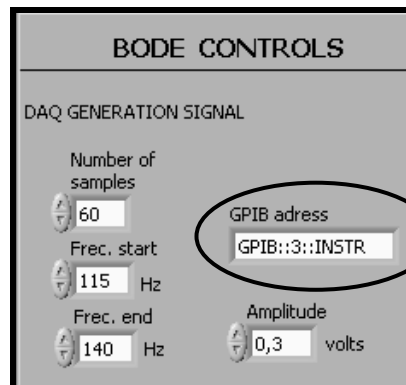 BODE CONTROLS
DAQ GENERATION SIGNAL
Number of
samples
60
GPIB adress
GPIB::3::INSTR
Frec. start
115 Hz
Frec. end
140 Hz
Amplitude
0,3 volts